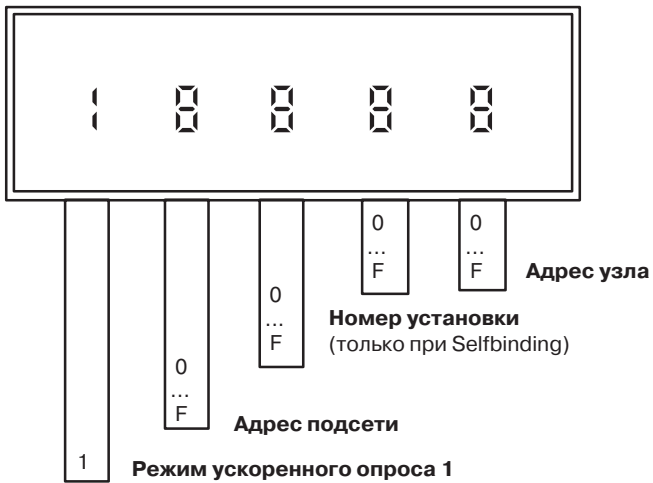 1 8 8 8 8
0
...
F
0
...
F
Адрес узла
0
...
F
Номер установки
(только при Selfbinding)
0
...
F
Адрес подсети
1
Режим ускоренного опроса 1